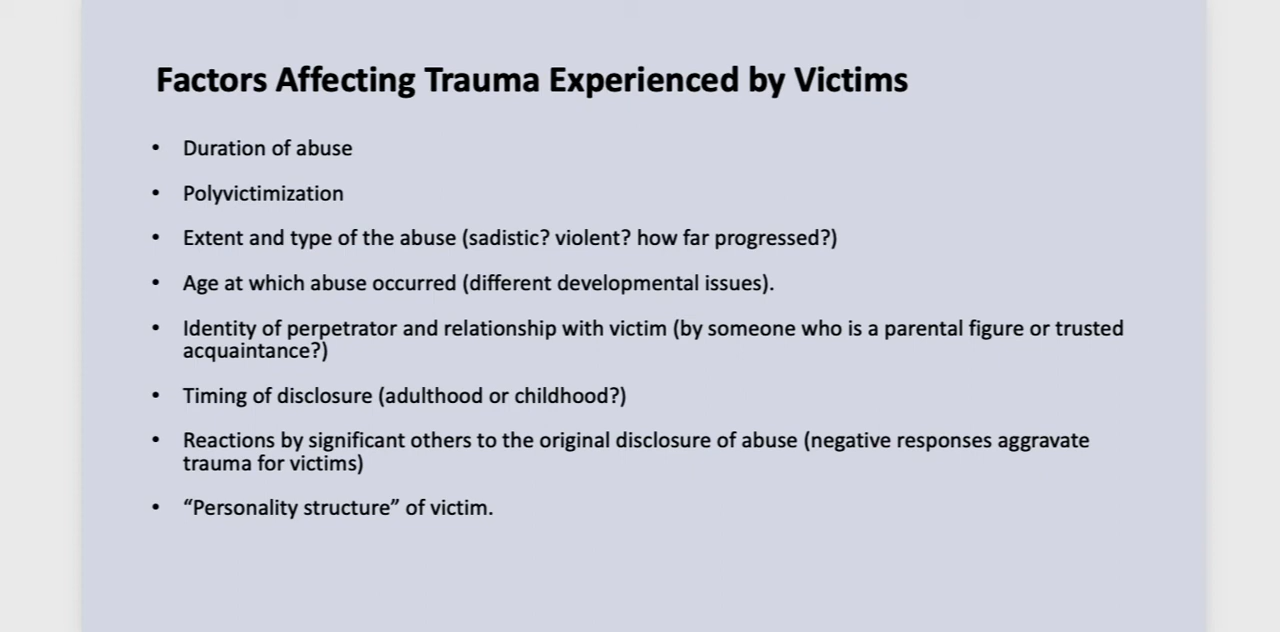 Factors Affecting Trauma Experienced by Victims
• Duration of abuse
• Polyvictimization
• Extent and type of the abuse (sadistic? violent? how far progressed?)
• Age at which abuse occurred (different developmental issues).
• Identity of perpetrator and relationship with victim (by someone who is a parental figure or trusted
acquaintance?)
• Timing of disclosure (adulthood or childhood?)
• Reactions by significant others to the original disclosure of abuse (negative responses aggravate
trauma for victims)
• “Personality structure” of victim.